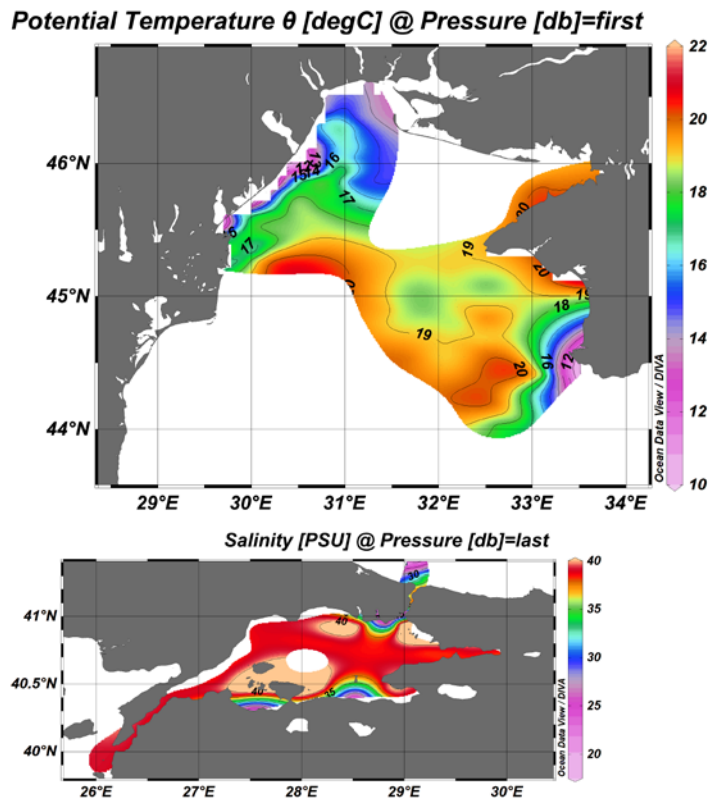 Potential Temperature θ [degC] @ Pressure [db]=first
22
20
18
16
14
12
10
46°N
45°N
44°N
29°E
30°E
31°E
32°E
33°E
34°E
16
17
17
19
20
20
19
18
19
20
16
12
Ocean Data View / DIVA
Salinity [PSU] @ Pressure [db]=last
40
35
30
25
20
41°N
40.5°N
40°N
26°E
27°E
28°E
29°E
30°E
30
40
40
Ocean Data View / DIVA